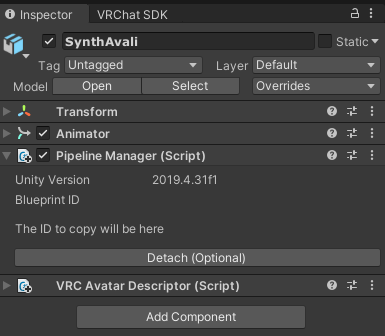 Inspector VRChat SDK
SynthAvali Static
Tag Untagged Layer Default
Model Open Select Overrides
Transform
Animator
Pipeline Manager (Script)
Unity Version 2019.4.31f1
Blueprint ID
The ID to copy will be here
Detach (Optional)
VRC Avatar Descriptor (Script)
Add Component